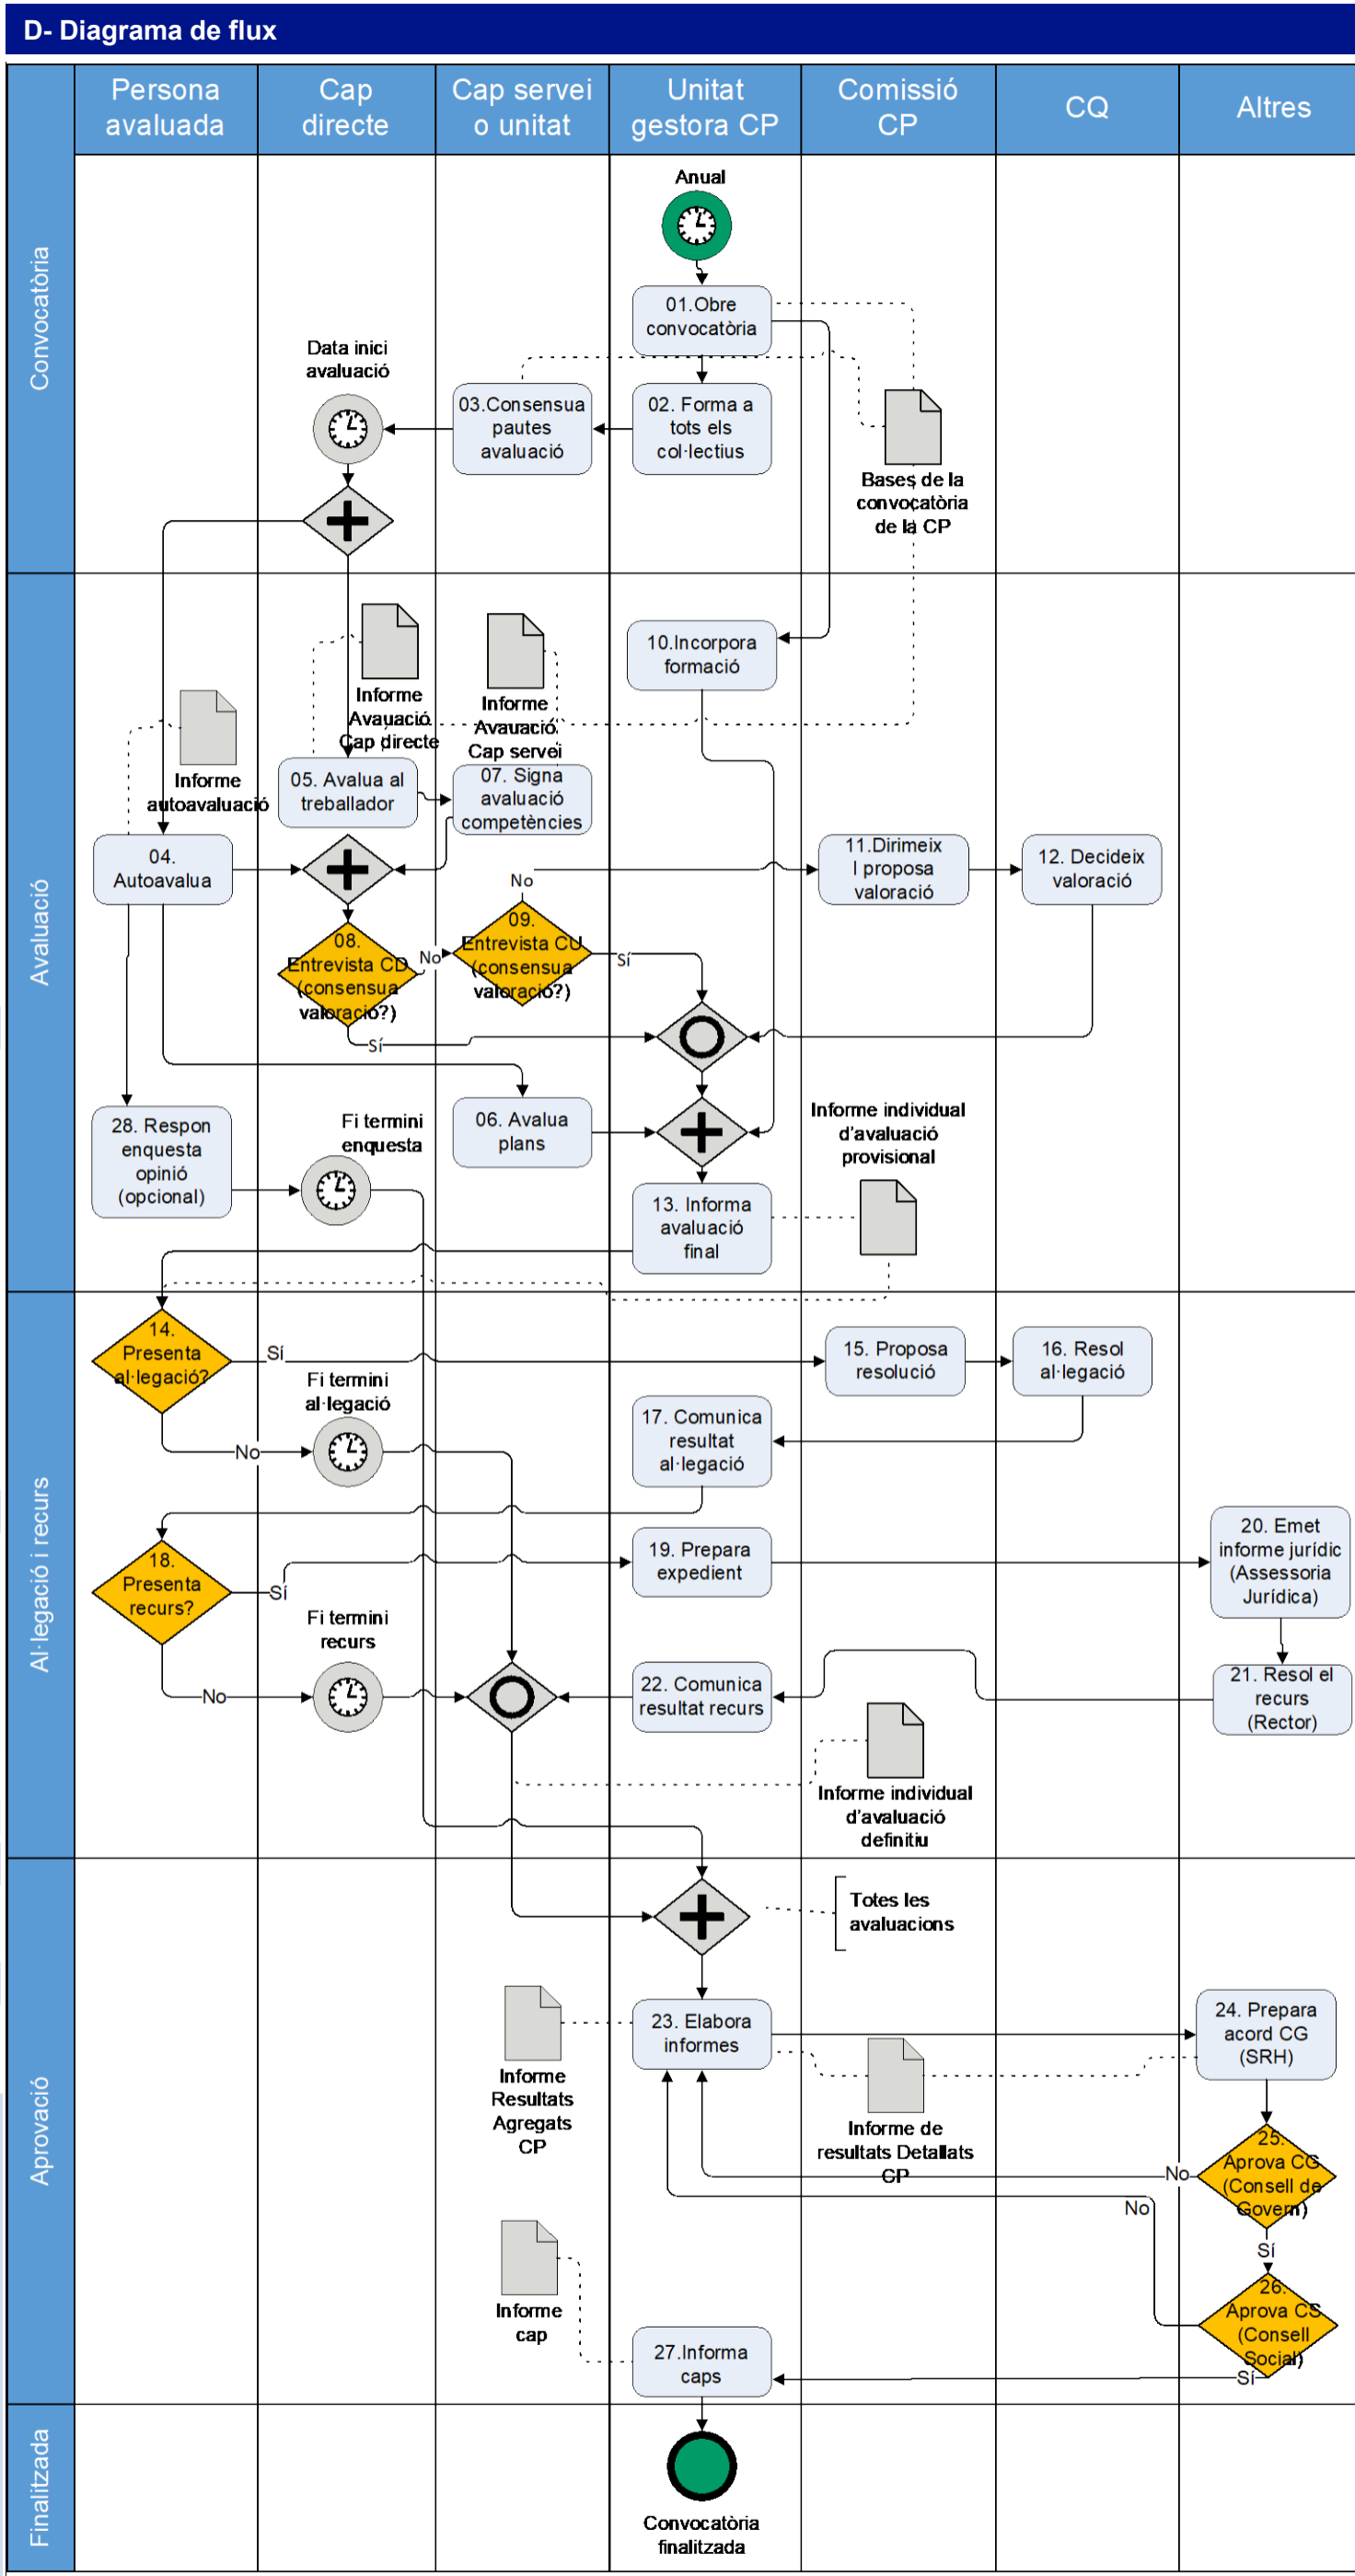 D- Diagrama de flux
Persona
avaluada
Cap
directe
Cap servei
o unitat
Unitat
gestora CP
Comissió
CP
CQ
Altres
Convocatòria
Anual
01.Obre
convocatòria
Data inici
avaluació
03.Consensua
pautes
avaluació
02. Forma a
tots els
col·lectius
Bases de la
convocatòria
de la CP
Avaluació
10.Incorpora
formació
Informe
Avauació
Cap directe
Informe
Avauació
Cap servei
Informe
autoavaluació
05. Avalua al
treballador
07. Signa
avaluació
competències
04.
Autoavalua
11.Dirimeix
I proposa
valoració
12. Decideix
valoració
No
08.
Entrevista CD
(consensua
valoració?)
No
09.
Entrevista CU
(consensua
valoració?)
Sí
Sí
28. Respon
enquesta
opinió
(opcional)
Fi termini
enquesta
06. Avalua
plans
Informe individual
d'avaluació
provisional
13. Informa
avaluació
final
Al·legació i recurs
14.
Presenta
al·legació?
Sí
15. Proposa
resolució
16. Resol
al·legació
Fi termini
al·legació
No
17. Comunica
resultat
al·legació
18.
Presenta
recurs?
Sí
19. Prepara
expedient
20. Emet
informe jurídic
(Assessoria
Jurídica)
Fi termini
recurs
No
22. Comunica
resultat recurs
21. Resol el
recurs
(Rector)
Informe individual
d'avaluació
definitiu
Aprovació
Totes les
avaluacions
23. Elabora
informes
24. Prepara
acord CG
(SRH)
Informe
Resultats
Agregats
CP
Informe de
resultats Detallats
CP
25.
Aprova CG
(Consell de
Govern)
No
No
Sí
26.
Aprova CS
(Consell
Social)
Sí
Informe
cap
27.Informa
caps
Finalitzada
Convocatòria
finalitzada